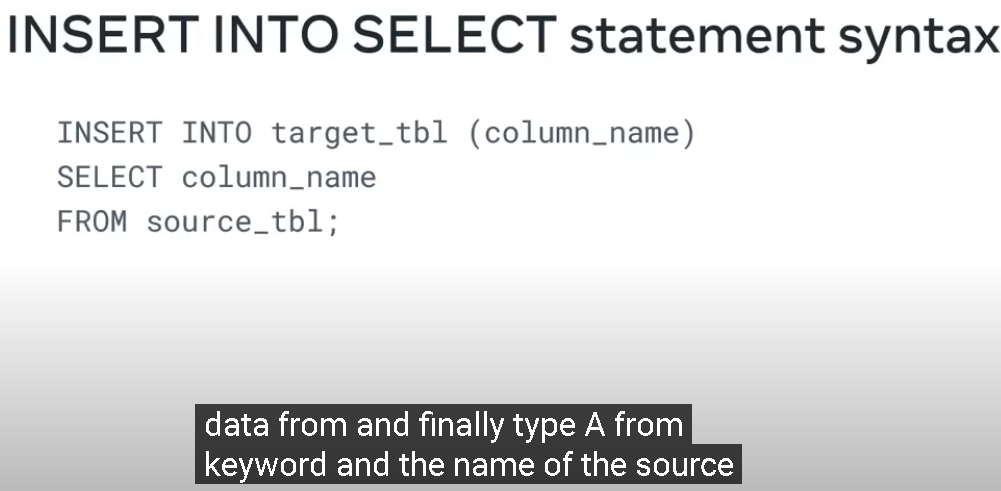 INSERT INTO SELECT statement syntax
INSERT INTO target_tbl (column_name)
SELECT column_name
FROM source_tbl;
data from and finally type A from
keyword and the name of the source